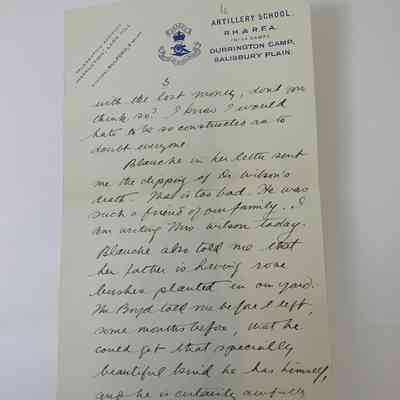 ARTILLERY SCHOOL.
R.H. & R.F.A.
DURRINGTON CAMP,
SALISBURY PLAIN.
3
with the lost money, don't you
think so? I know I would
hate to be so constructed as to
doubt everyone
Blanche in her letter sent
me the clipping of Dr Wilson's
death. That is too bad. He was
such a friend of our family. I
am writing Mrs Wilson today.
Blanche also told me that
her father is having rose
bushes planted in our yard.
Mr Boyd told me before I left,
some months before, that he
could get that specially
beautiful kind he has himself,
and he is certainly awfully